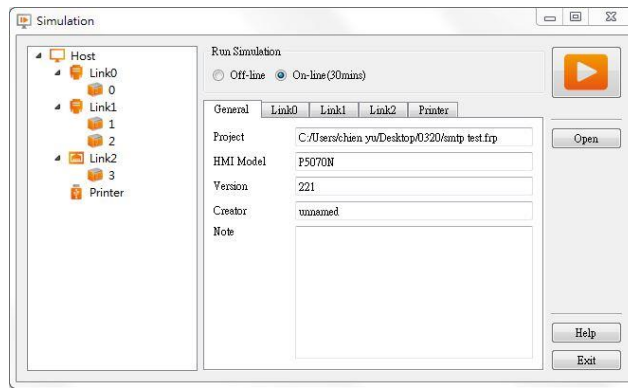 Simulation
Host
Link0
0
Link1
1
2
Link2
3
Printer
Run Simulation
Off-line On-line(30mins)
General Link0 Link1 Link2 Printer
Project C:/Users/chien yu/Desktop/0320/smtp test.frp
HMI Model P5070N
Version 221
Creator unnamed
Note
Open
Help
Exit